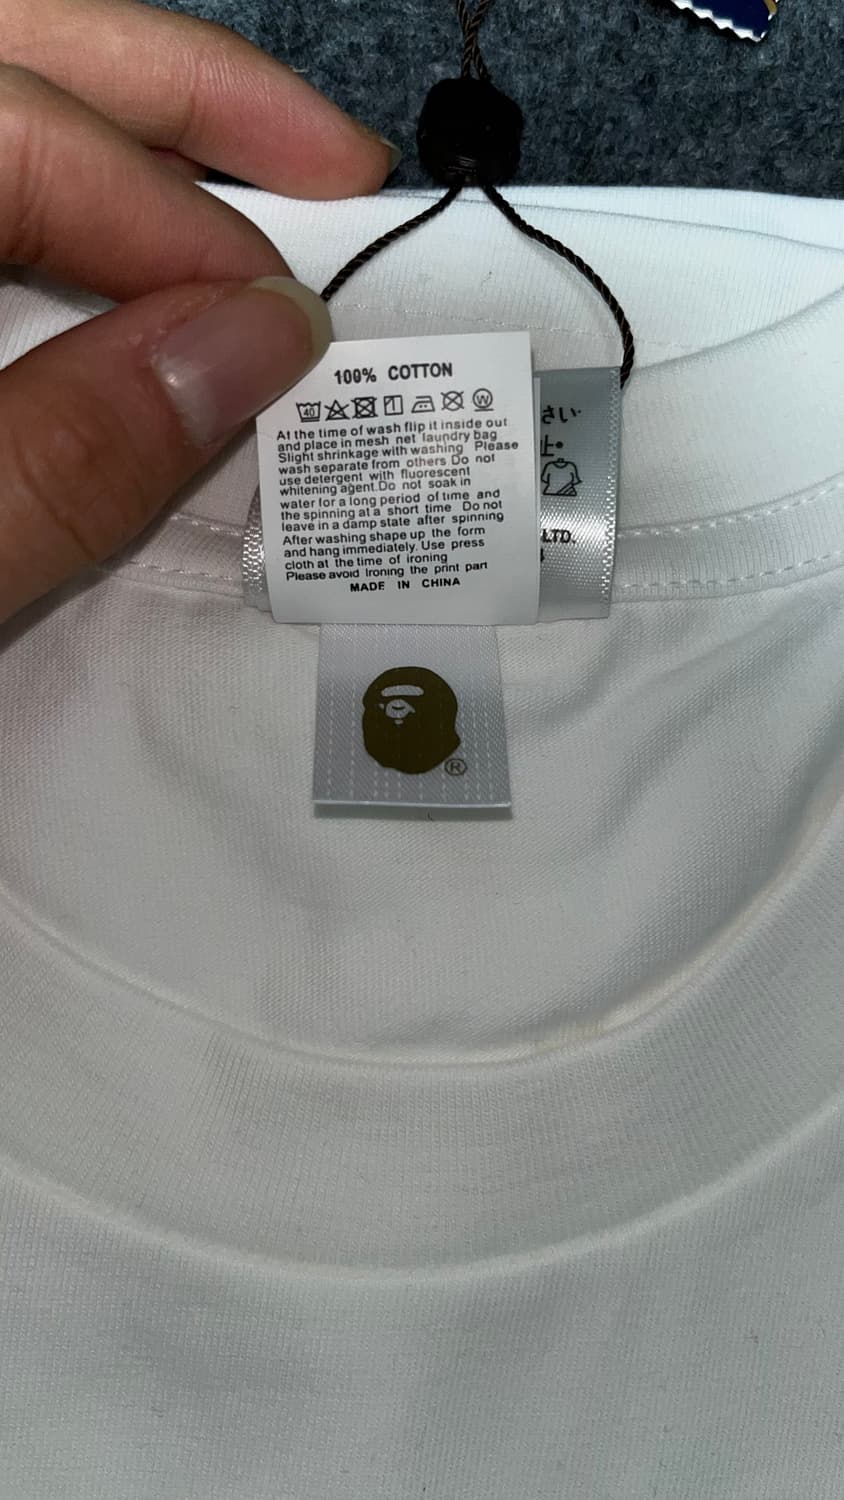 100% COTTON
40
At the time of wash flip it inside out
and place in mesh net laundry bag
Slight shrinkage with washing Please
wash separate from others Do not
use detergent with fluorescent
whitening agent.Do not soak in
water for a long period of time and
the spinning at a short time Do not
leave in a damp state after spinning
After washing shape up the form
and hang immediately. Use press
cloth at the time of ironing
Please avoid Ironing the print part
MADE IN CHINA
さい
LTD.
®